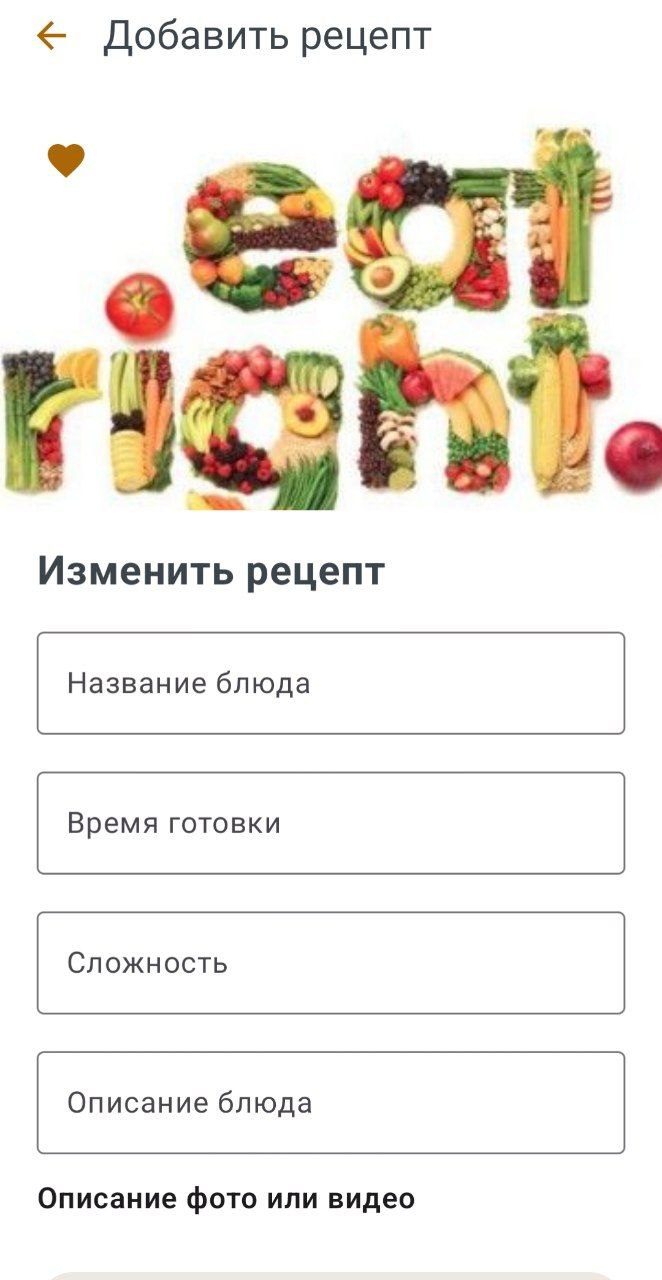 Добавить рецепт
eat
right.
Изменить рецепт
Название блюда
Время готовки
Сложность
Описание блюда
Описание фото или видео